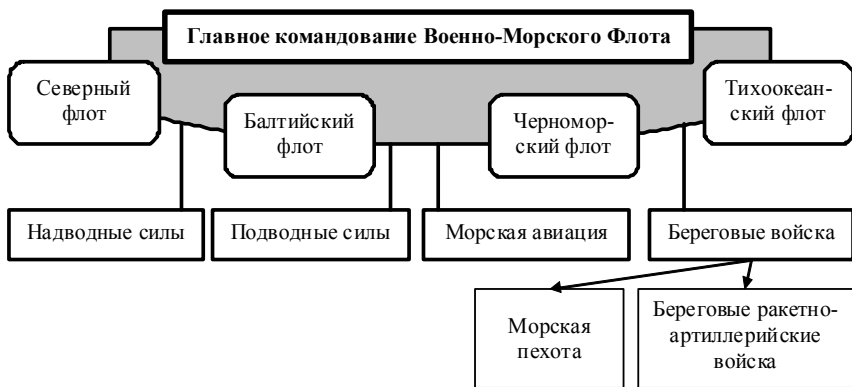 Главное командование Военно-Морского Флота
Северный
флот
Балтийский
флот
Черномор-
ский флот
Тихоокеан-
ский флот
Надводные силы
Подводные силы
Морская авиация
Береговые войска
Морская
пехота
Береговые ракетно-
артиллерийские
войска